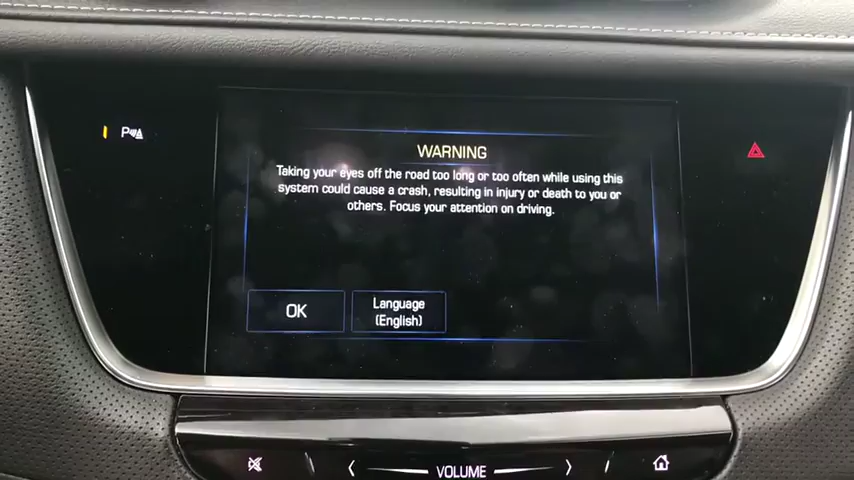 P
WARNING
Taking your eyes off the road too long or too often while using this
system could cause a crash, resulting in injury or death to you or
others. Focus your attention on driving.
OK
Language
(English)
VOLUME